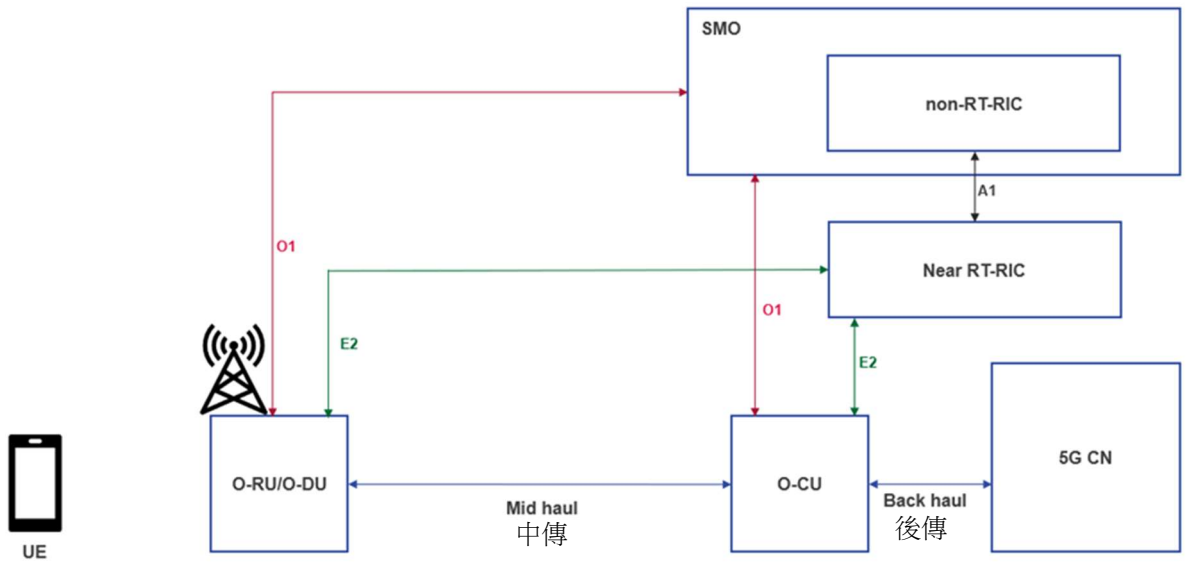 SMO
non-RT-RIC
A1
O1
Near RT-RIC
O1
E2
E2
O-RU/O-DU
O-CU
5G CN
Mid haul
中傳
Back haul
後傳
UE